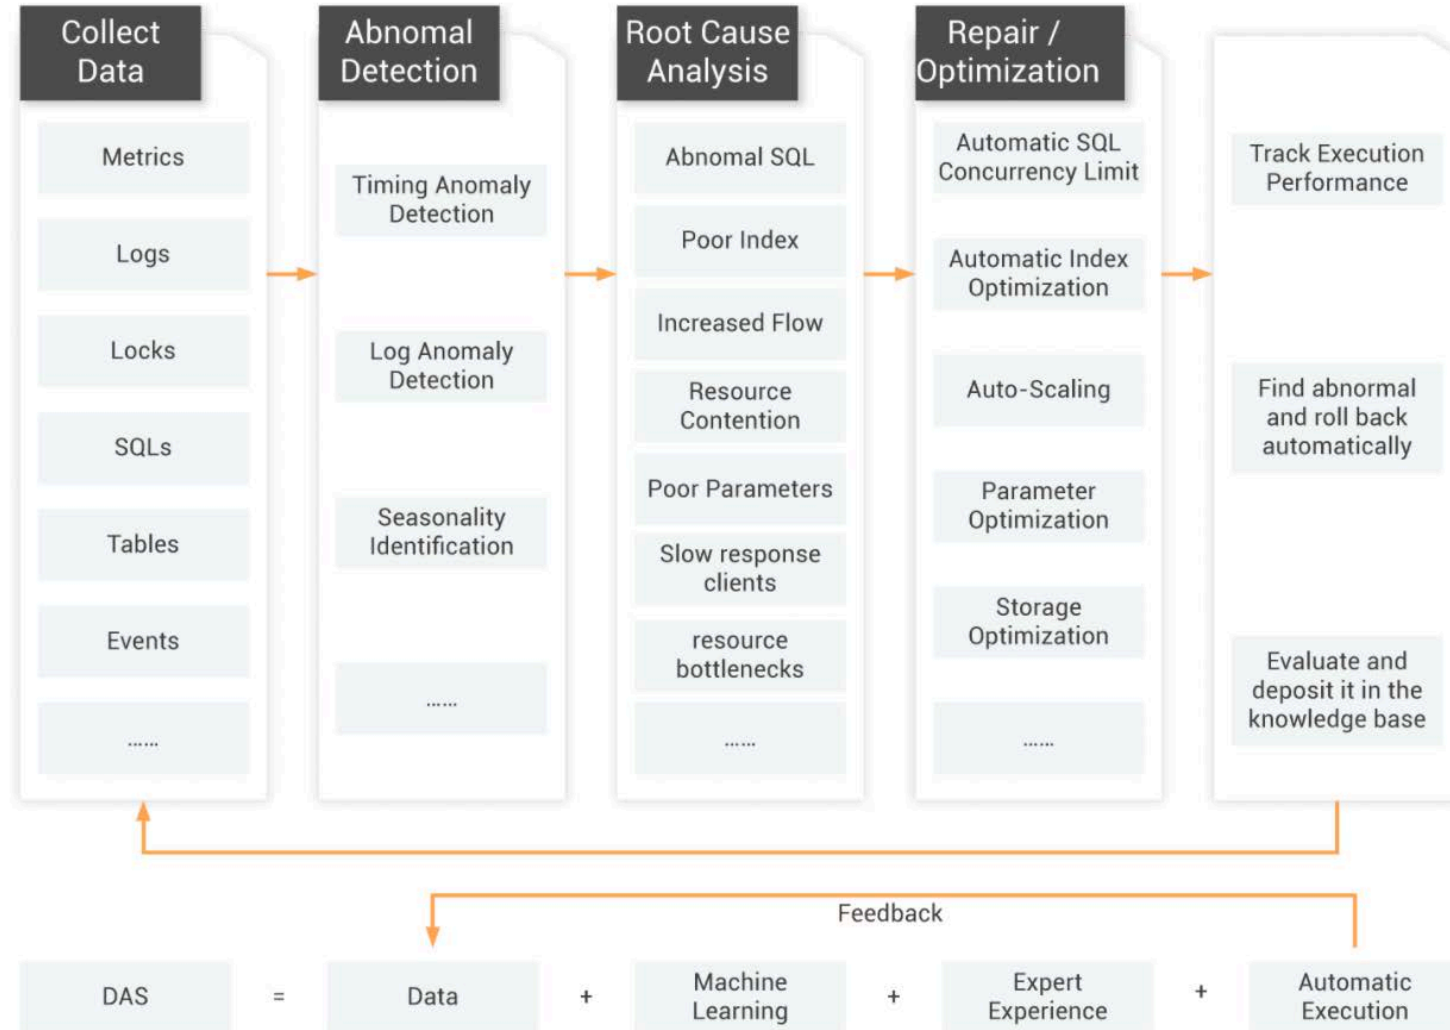 Collect
Data
Metrics
Logs
Locks
SQLs
Tables
Events
......
Abnomal
Detection
Timing Anomaly
Detection
Log Anomaly
Detection
Seasonality
Identification
......
Root Cause
Analysis
Abnomal SQL
Poor Index
Increased Flow
Resource
Contention
Poor Parameters
Slow response
clients
resource
bottlenecks
......
Repair /
Optimization
Automatic SQL
Concurrency Limit
Automatic Index
Optimization
Auto-Scaling
Parameter
Optimization
Storage
Optimization
......
Track Execution
Performance
Find abnormal
and roll back
automatically
Evaluate and
deposit it in the
knowledge base
Feedback
DAS
=
Data
+
Machine
Learning
+
Expert
Experience
+
Automatic
Execution